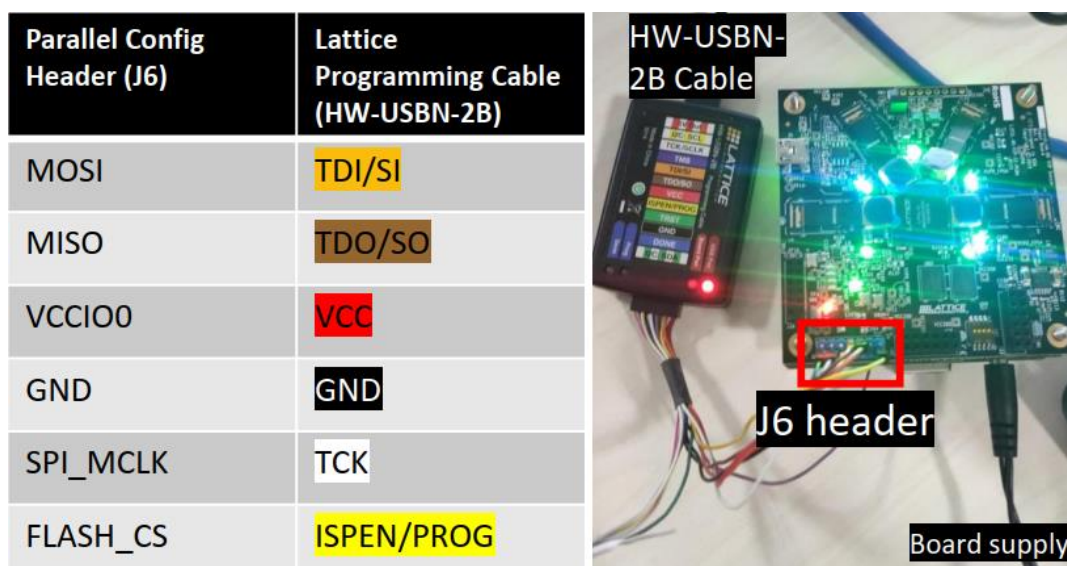 Parallel Config
Header (J6)
Lattice
Programming Cable
(HW-USBN-2B)
MOSI
TDI/SI
MISO
TDO/SO
VCCIO0
VCC
GND
GND
SPI_MCLK
TCK
FLASH_CS
ISPEN/PROG
HW-USBN-
2B Cable
TCK/SCLK
TMS
TDI/SI
TDO/SO
VCC
ISPEN/PROG
TRST
GND
DONE
LATTICE
LATTICE
J6 header
Board supply